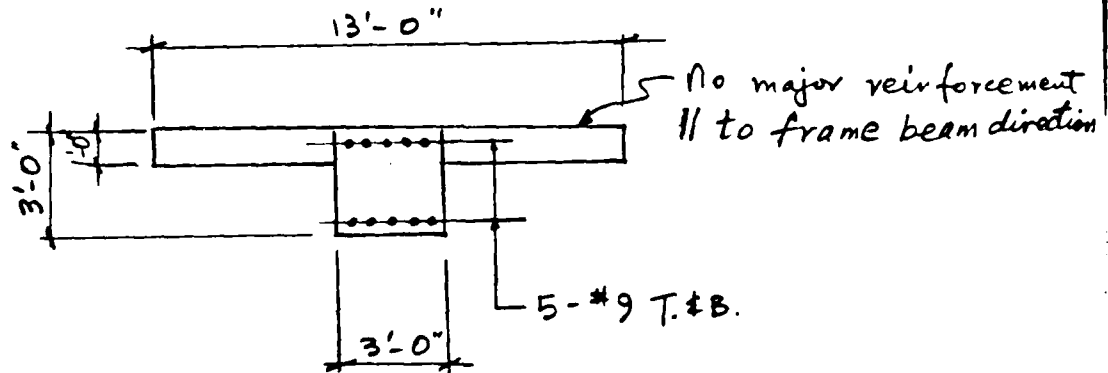 13'-0"
No major reinforcement
// to frame beam direction
1'-0"
3'-0"
5-#9 T.&B.
3'-0"